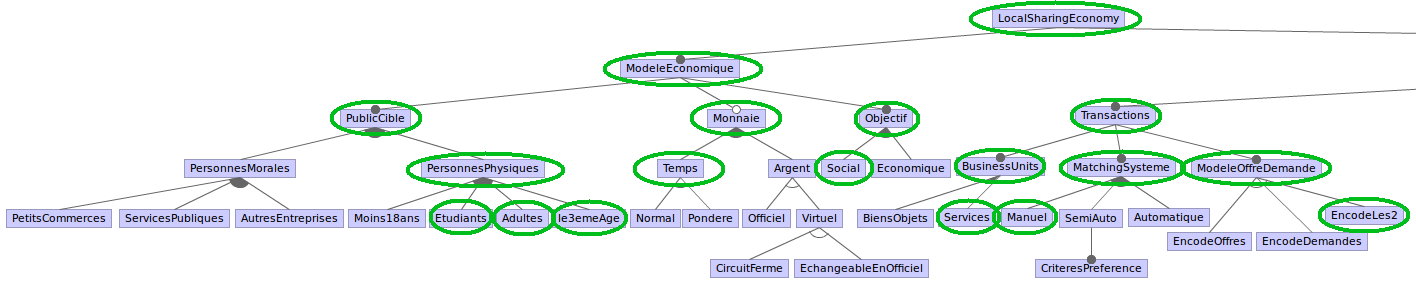 LocalSharingEconomy
ModeleEconomique
PublicCible
Monnaie
Objectif
Transactions
PersonnesMorales
PersonnesPhysiques
Temps
Argent
Social
Economique
BusinessUnits
MatchingSysteme
ModeleOffreDemande
PetitsCommerces
ServicesPubliques
AutresEntreprises
Moins18ans
Etudiants
Adultes
le3emeAge
Normal
Pondere
Officiel
Virtuel
BiensObjets
Services
Manuel
SemiAuto
Automatique
EncodeLes2
EncodeOffres
EncodeDemandes
CircuitFerme
EchangeableEnOfficiel
CriteresPreference